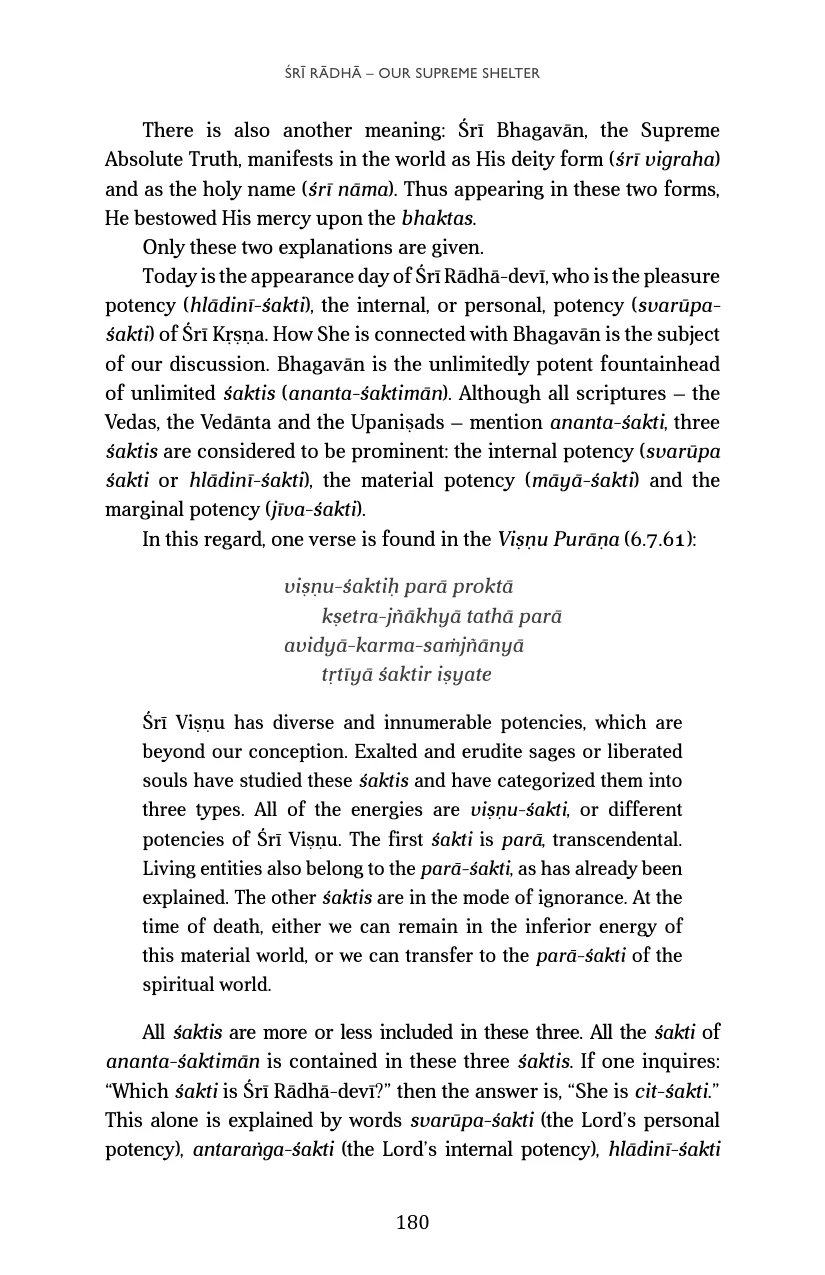 ŚRĪ RĀDHĀ – OUR SUPREME SHELTER
There is also another meaning: Śrī Bhagavān, the Supreme
Absolute Truth, manifests in the world as His deity form (śrī vigraha)
and as the holy name (śrī nāma). Thus appearing in these two forms,
He bestowed His mercy upon the bhaktas.
Only these two explanations are given.
Today is the appearance day of Śrī Rādhā-devī, who is the pleasure
potency (hlādinī-śakti), the internal, or personal, potency (svarūpa-
śakti) of Śrī Kṛṣṇa. How She is connected with Bhagavān is the subject
of our discussion. Bhagavān is the unlimitedly potent fountainhead
of unlimited śaktis (ananta-śaktimān). Although all scriptures – the
Vedas, the Vedānta and the Upaniṣads – mention ananta-śakti, three
śaktis are considered to be prominent: the internal potency (svarūpa
śakti or hlādinī-śakti), the material potency (māyā-śakti) and the
marginal potency (jīva-śakti).
In this regard, one verse is found in the Viṣṇu Purāṇa (6.7.61):
viṣṇu-śaktiḥ parā proktā
kṣetra-jñākhyā tathā parā
avidyā-karma-saṁjñānyā
tṛtīyā śaktir iṣyate
Śrī Viṣṇu has diverse and innumerable potencies, which are
beyond our conception. Exalted and erudite sages or liberated
souls have studied these śaktis and have categorized them into
three types. All of the energies are viṣṇu-śakti, or different
potencies of Śrī Viṣṇu. The first śakti is parā, transcendental.
Living entities also belong to the parā-śakti, as has already been
explained. The other śaktis are in the mode of ignorance. At the
time of death, either we can remain in the inferior energy of
this material world, or we can transfer to the parā-śakti of the
spiritual world.
All śaktis are more or less included in these three. All the śakti of
ananta-śaktimān is contained in these three śaktis. If one inquires:
“Which śakti is Śrī Rādhā-devī?” then the answer is, “She is cit-śakti.”
This alone is explained by words svarūpa-śakti (the Lord’s personal
potency), antaraṅga-śakti (the Lord’s internal potency), hlādinī-śakti
180